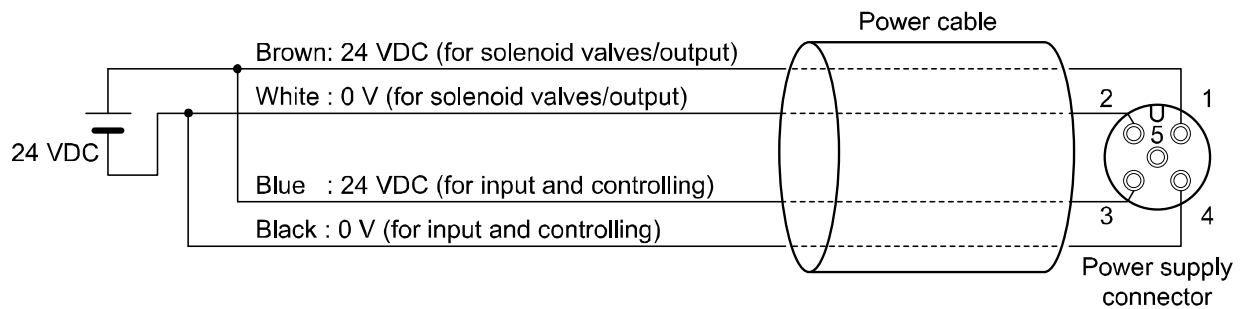 Power cable
Brown: 24 VDC (for solenoid valves/output)
White : 0 V (for solenoid valves/output)
2
1
5
24 VDC
Blue : 24 VDC (for input and controlling)
3
4
Black : 0 V (for input and controlling)
Power supply
connector